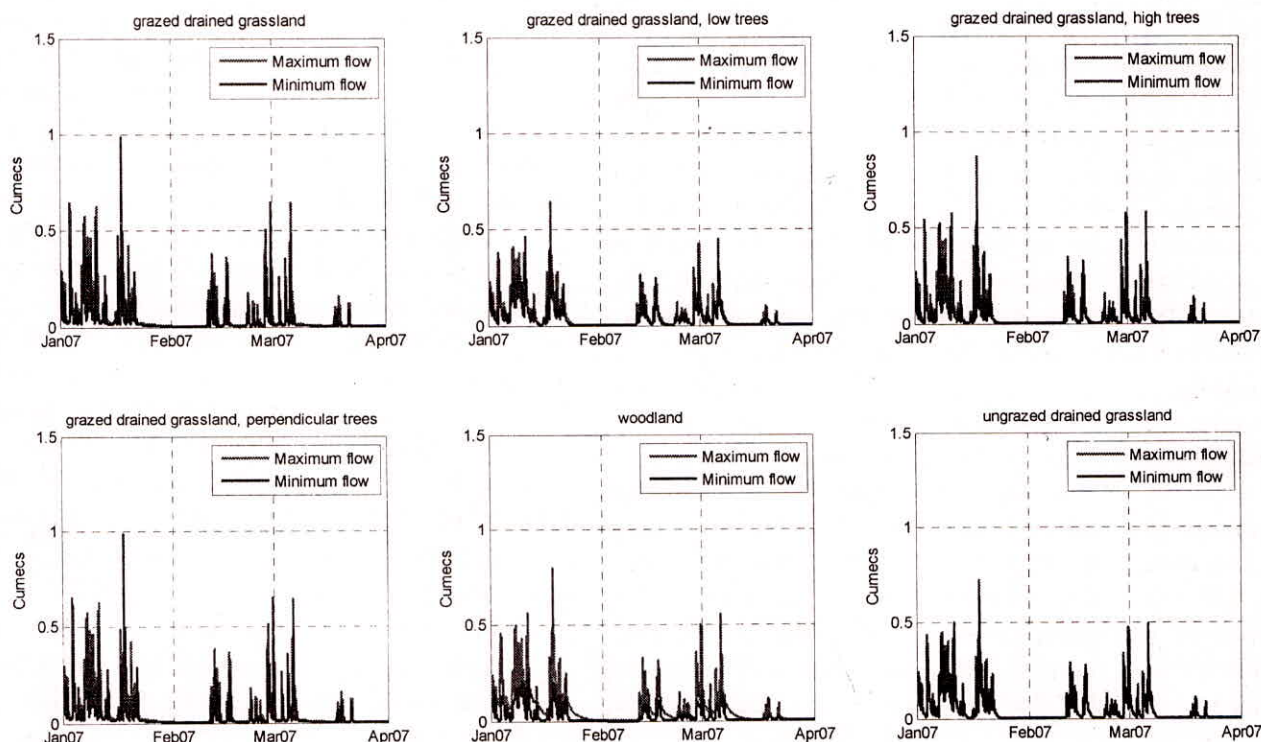 grazed drained grassland
1.5
1
0.5
0
Cumecs
Maximum flow
Minimum flow
Jan07 Feb07 Mar07 Apr07
grazed drained grassland, low trees
1.5
1
0.5
0
Cumecs
Maximum flow
Minimum flow
Jan07 Feb07 Mar07 Apr07
grazed drained grassland, high trees
1.5
1
0.5
0
Cumecs
Maximum flow
Minimum flow
Jan07 Feb07 Mar07 Apr07
grazed drained grassland, perpendicular trees
1.5
1
0.5
0
Cumecs
Maximum flow
Minimum flow
Jan07 Feb07 Mar07 Apr07
woodland
1.5
1
0.5
0
Cumecs
Maximum flow
Minimum flow
Jan07 Feb07 Mar07 Apr07
ungrazed drained grassland
1.5
1
0.5
0
Cumecs
Maximum flow
Minimum flow
Jan07 Feb07 Mar07 Apr07